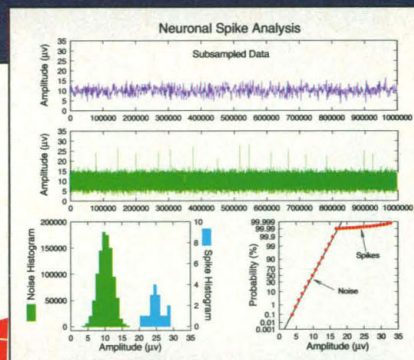 Neuronal Spike Analysis
Subsampled Data
Amplitude (µv)
35
30
25
20
15
10
5
0
0 100000 200000 300000 400000 500000 600000 700000 800000 900000 1000000
Amplitude (µv)
35
30
25
20
15
10
5
0
0 100000 200000 300000 400000 500000 600000 700000 800000 900000 1000000
Noise Histogram
200000
150000
100000
50000
0
10
8
6
4
2
0
Spike Histogram
0 5 10 15 20 25 30 35
Amplitude (µv)
Probability (%)
99.999
99.99
99.9
99
90
70
50
30
10
1
0.1
0.01
0.001
Spikes
Noise
0 5 10 15 20 25 30 35
Amplitude (µv)